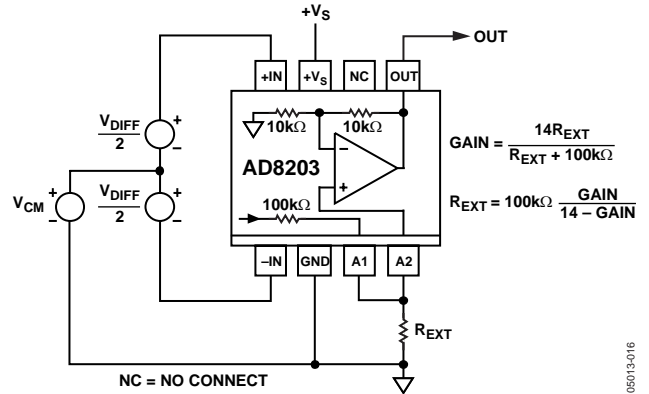 +VS
OUT
+IN
+VS
NC
OUT
10kΩ
10kΩ
VDIFF
2
+
–
–
+
AD8203
100kΩ
GAIN = 14REXT / REXT + 100kΩ
REXT = 100kΩ GAIN / 14 – GAIN
VCM
+
–
VDIFF
2
+
–
–IN
GND
A1
A2
REXT
NC = NO CONNECT
05013-016